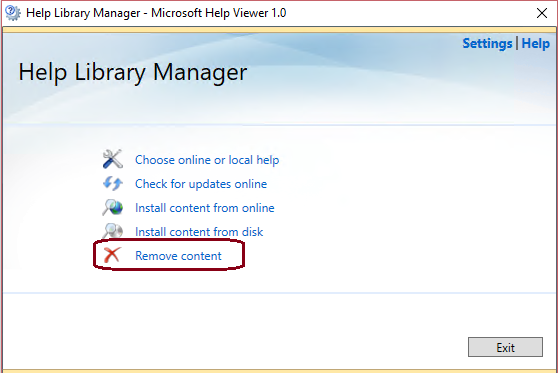 Help Library Manager - Microsoft Help Viewer 1.0
Settings | Help
Help Library Manager
Choose online or local help
Check for updates online
Install content from online
Install content from disk
Remove content
Exit